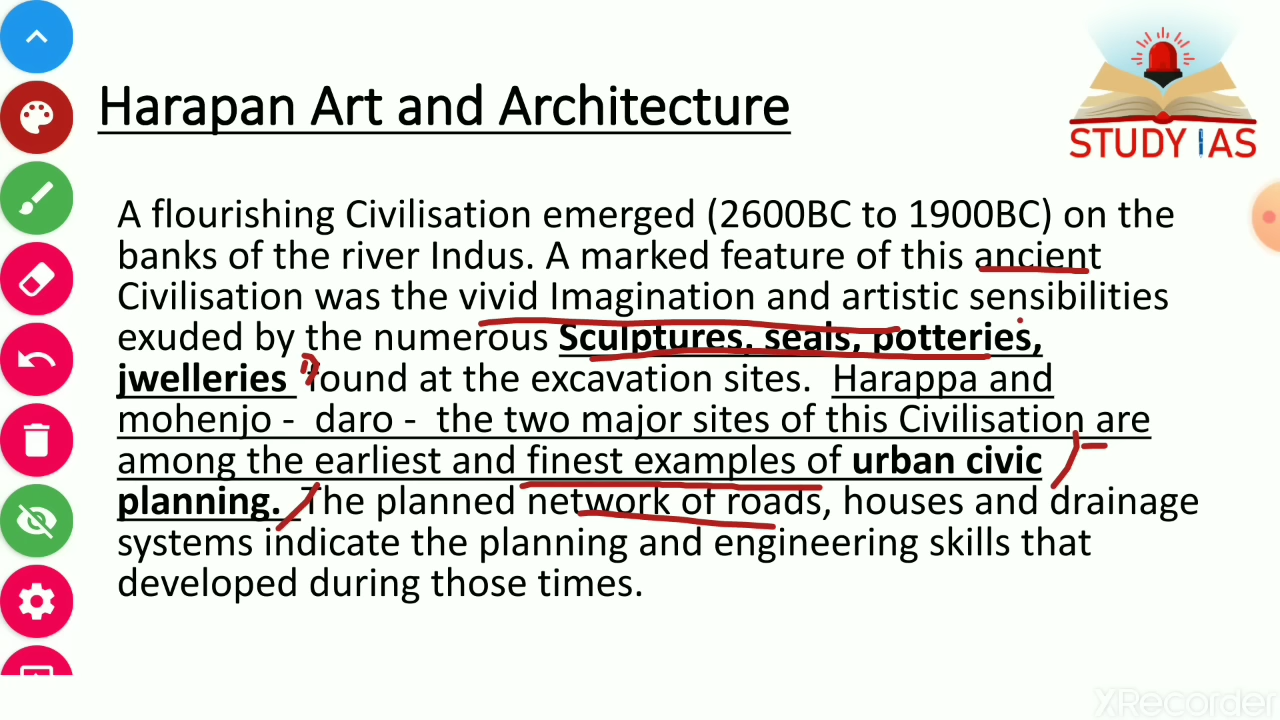 Harapan Art and Architecture
STUDY IAS
A flourishing Civilisation emerged (2600BC to 1900BC) on the
banks of the river Indus. A marked feature of this ancient
Civilisation was the vivid Imagination and artistic sensibilities
exuded by the numerous Sculptures, seals, potteries,
jwelleries found at the excavation sites. Harappa and
mohenjo - daro - the two major sites of this Civilisation are
among the earliest and finest examples of urban civic
planning. The planned network of roads, houses and drainage
systems indicate the planning and engineering skills that
developed during those times.
XRecorder